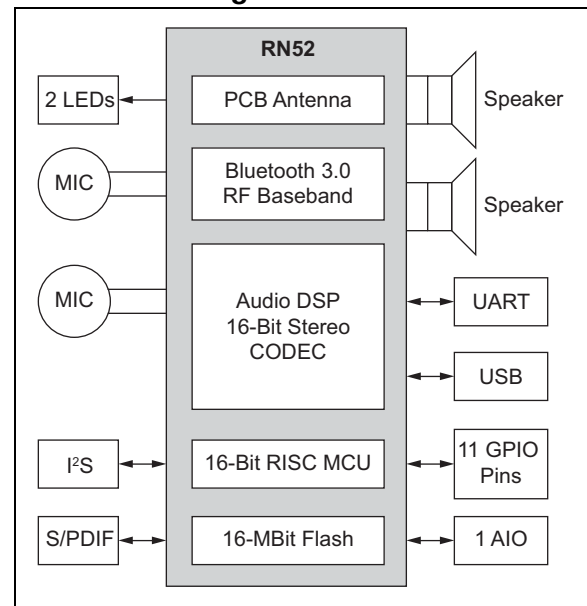 RN52
2 LEDs
PCB Antenna
Speaker
MIC
Bluetooth 3.0
RF Baseband
Speaker
MIC
Audio DSP
16-Bit Stereo
CODEC
UART
USB
I²S
16-Bit RISC MCU
11 GPIO
Pins
S/PDIF
16-MBit Flash
1 AIO